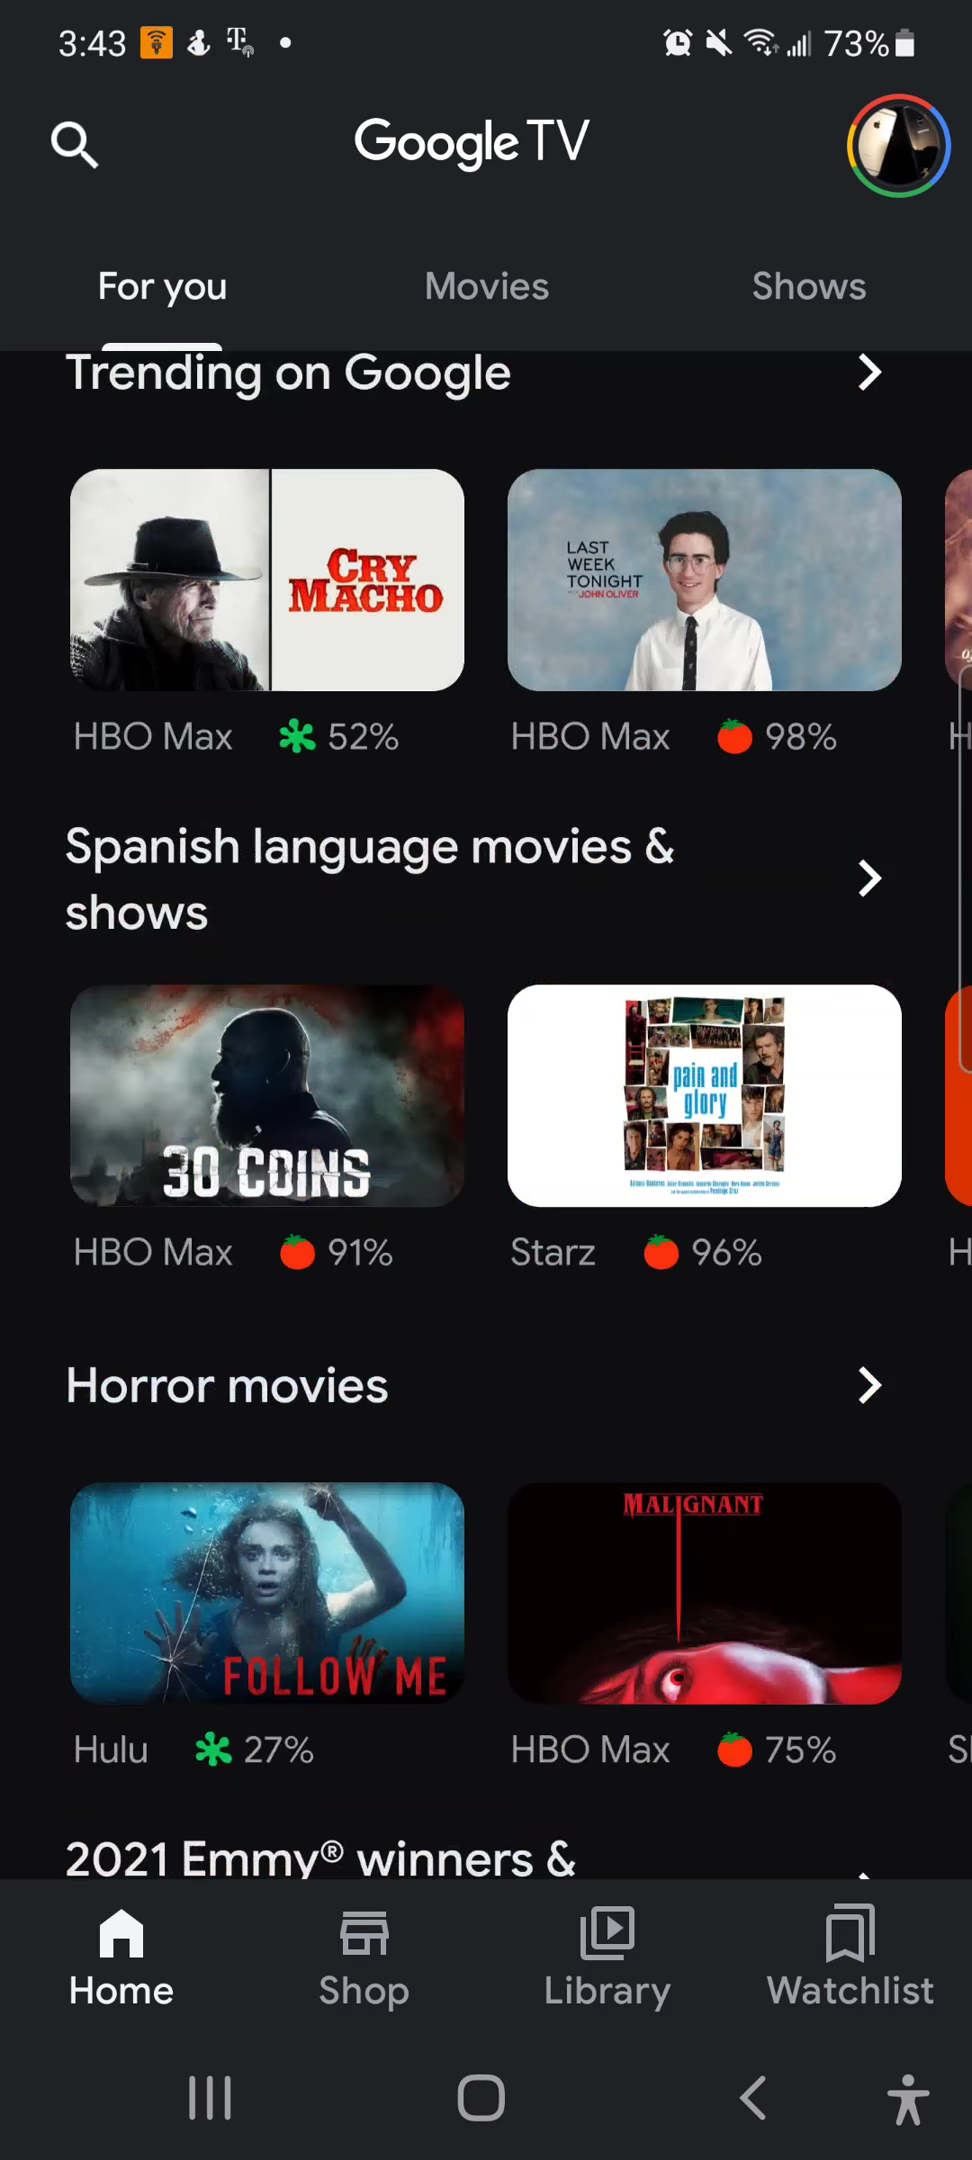 3:43
73%
Google TV
For you
Movies
Shows
Trending on Google
CRY
MACHO
LAST
WEEK
TONIGHT
JOHN OLIVER
HBO Max 52%
HBO Max 98%
H
Spanish language movies &
shows
30 COINS
pain and
glory
HBO Max 91%
Starz 96%
H
Horror movies
FOLLOW ME
MALIGNANT
Hulu 27%
HBO Max 75%
2021 Emmy® winners &
Home
Shop
Library
Watchlist